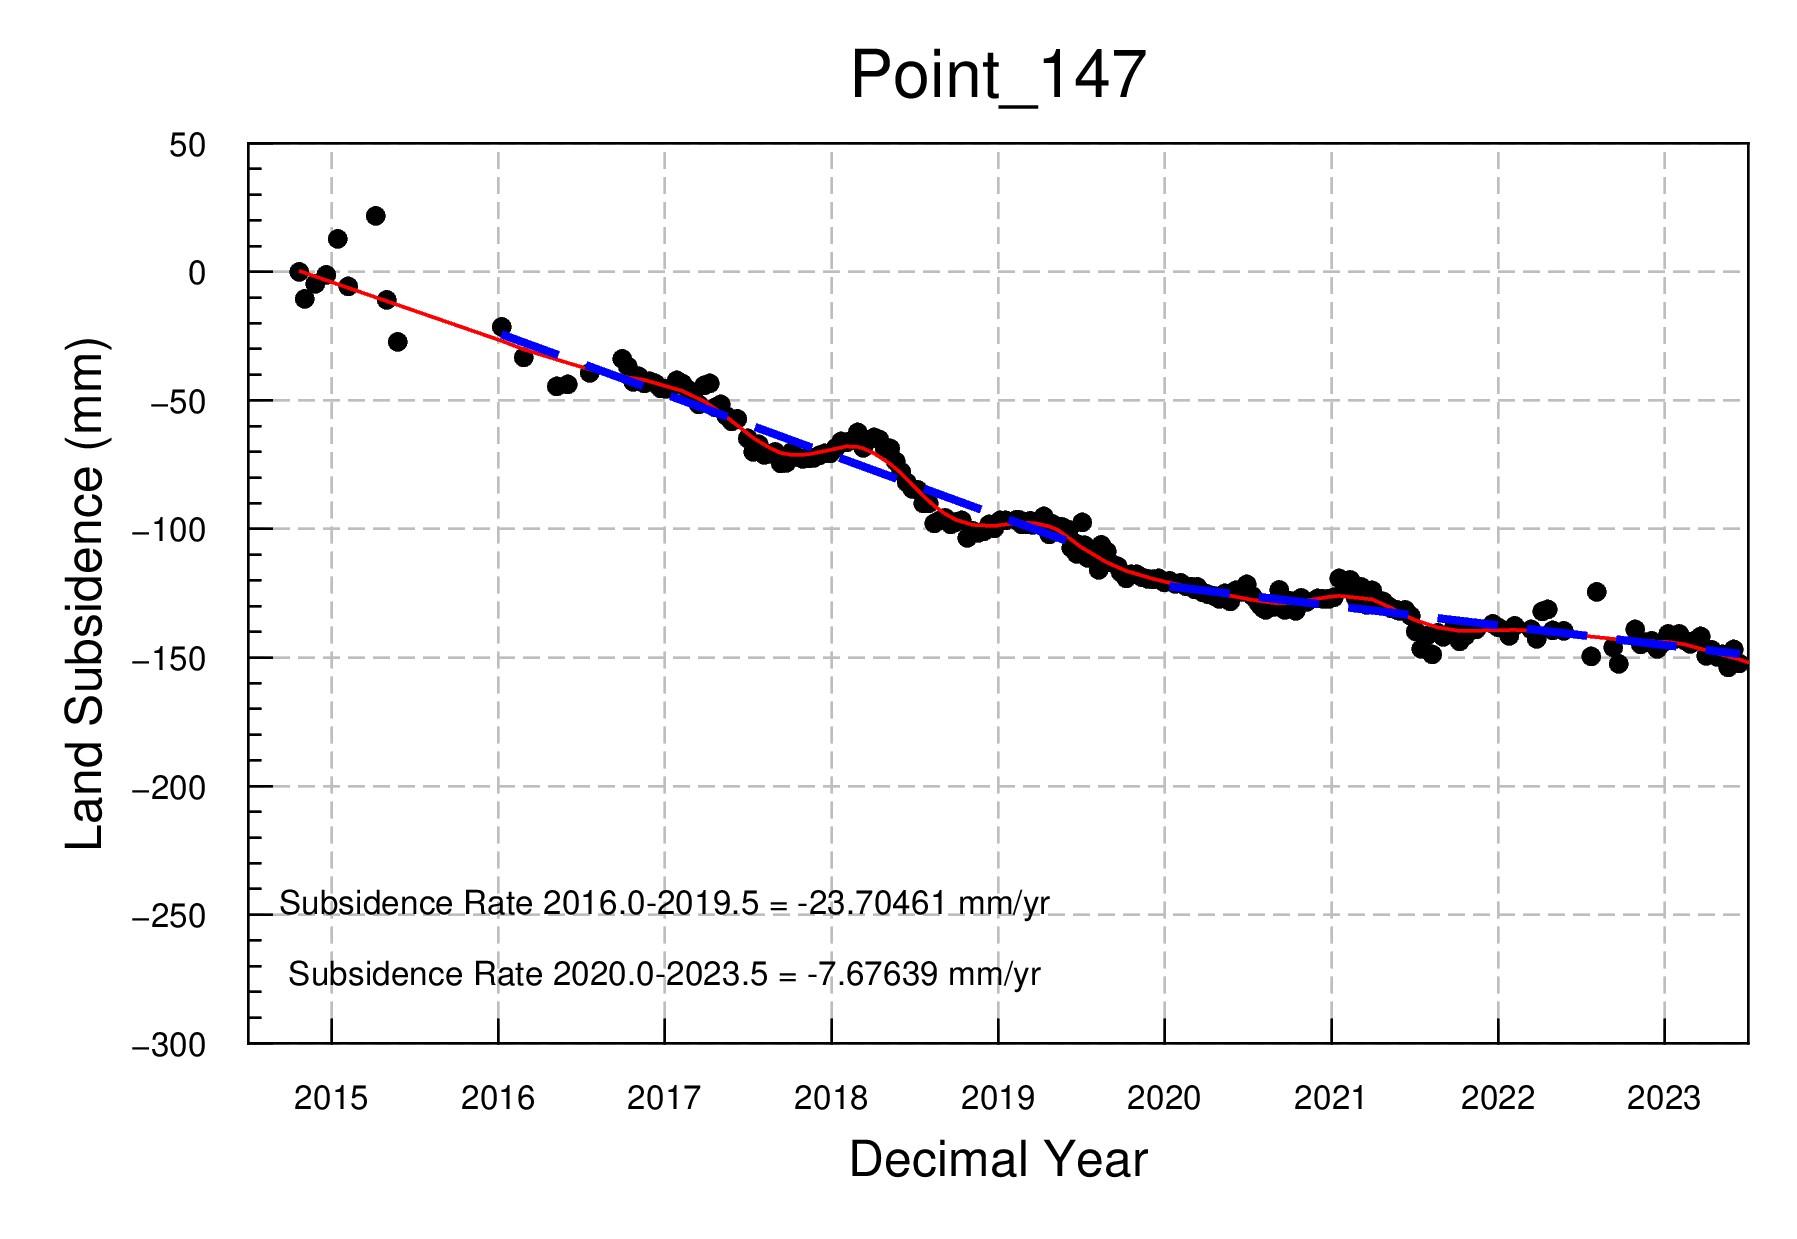 Point_147
50
0
−50
−100
−150
−200
−250
−300
Land Subsidence (mm)
Subsidence Rate 2016.0-2019.5 = -23.70461 mm/yr
Subsidence Rate 2020.0-2023.5 = -7.67639 mm/yr
2015 2016 2017 2018 2019 2020 2021 2022 2023
Decimal Year